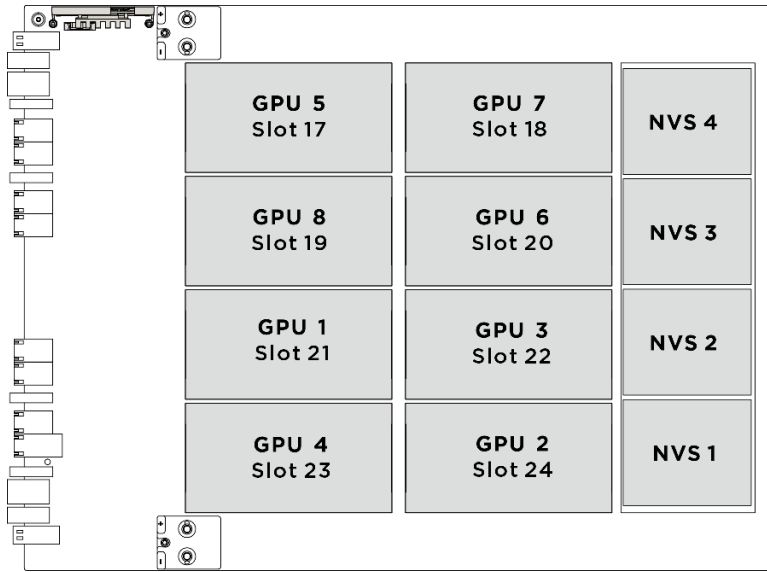 GPU 5
Slot 17
GPU 7
Slot 18
NVS 4
GPU 8
Slot 19
GPU 6
Slot 20
NVS 3
GPU 1
Slot 21
GPU 3
Slot 22
NVS 2
GPU 4
Slot 23
GPU 2
Slot 24
NVS 1